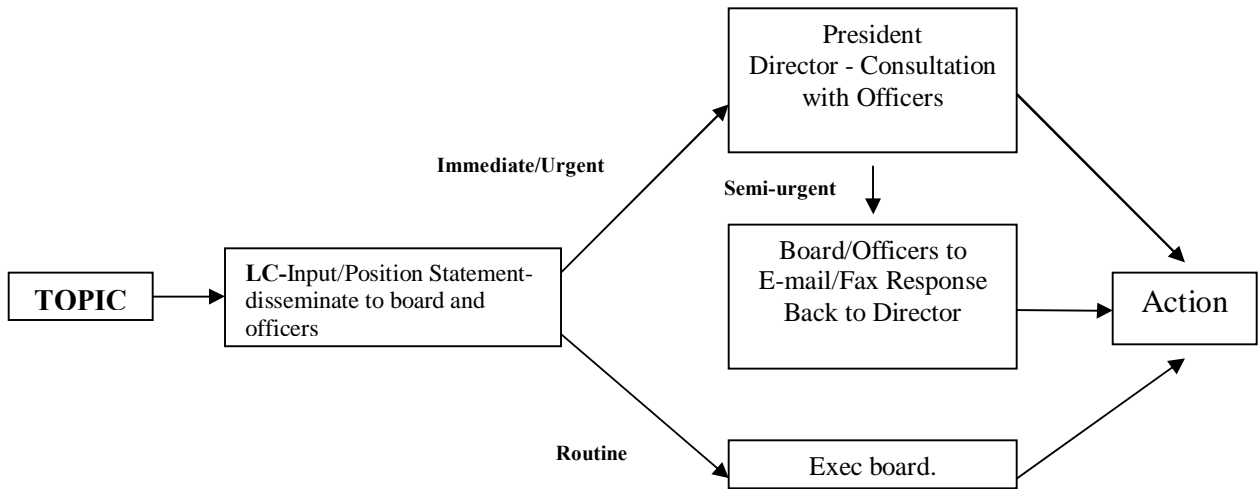 TOPIC
LC-Input/Position Statement-
disseminate to board and
officers
Immediate/Urgent
President
Director - Consultation
with Officers
Semi-urgent
Board/Officers to
E-mail/Fax Response
Back to Director
Routine
Exec board.
Action